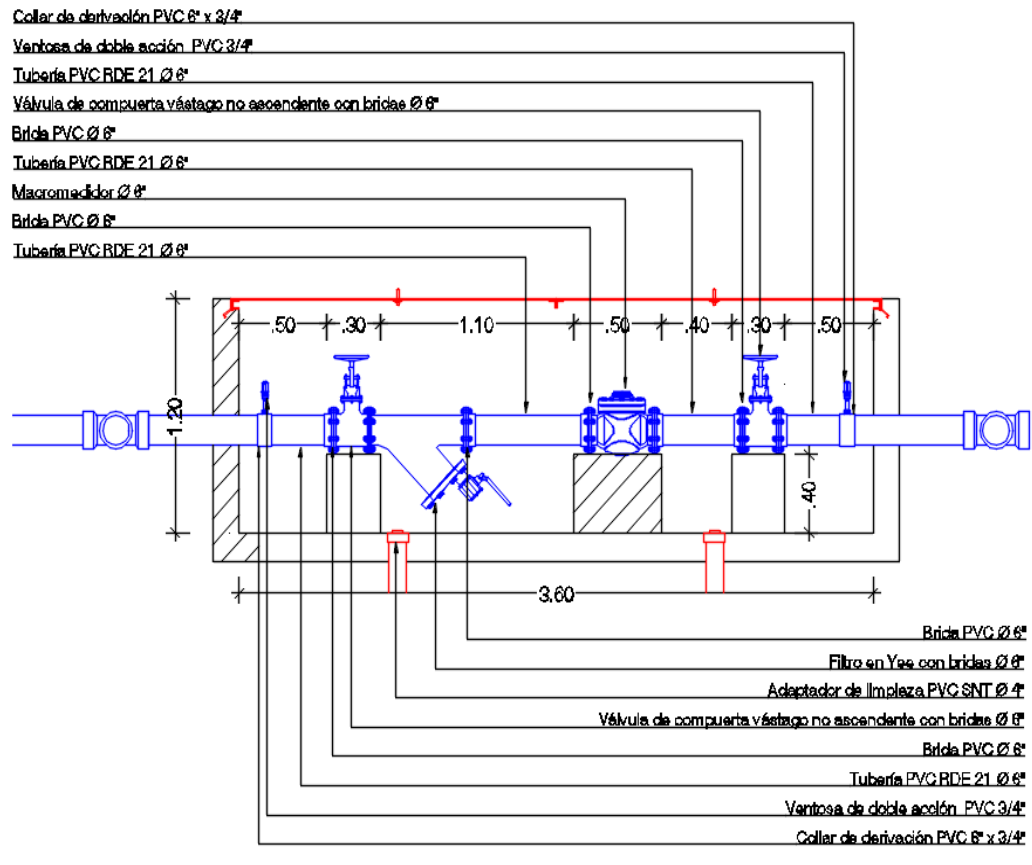 Collar de derivación PVC 6" x 3/4"
Ventosa de doble acción PVC 3/4"
Tubería PVC RDE 21 Ø 6"
Válvula de compuerta vástago no ascendente con bridas Ø 6"
Brida PVC Ø 6"
Tubería PVC RDE 21 Ø 6"
Macromedidor Ø 6"
Brida PVC Ø 6"
Tubería PVC RDE 21 Ø 6"
.50 .30 1.10 .50 .40 .30 .50
1.20
.40
3.60
Brida PVC Ø 6"
Filtro en Yee con bridas Ø 6"
Adaptador de limpieza PVC SNT Ø 4"
Válvula de compuerta vástago no ascendente con bridas Ø 6"
Brida PVC Ø 6"
Tubería PVC RDE 21 Ø 6"
Ventosa de doble acción PVC 3/4"
Collar de derivación PVC 6" x 3/4"